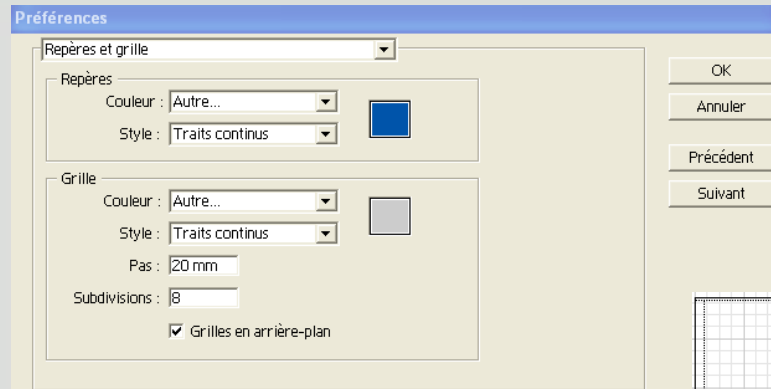 Préférences
Repères et grille
Repères
Couleur : Autre...
Style : Traits continus
Grille
Couleur : Autre...
Style : Traits continus
Pas : 20 mm
Subdivisions : 8
Grilles en arrière-plan
OK
Annuler
Précédent
Suivant